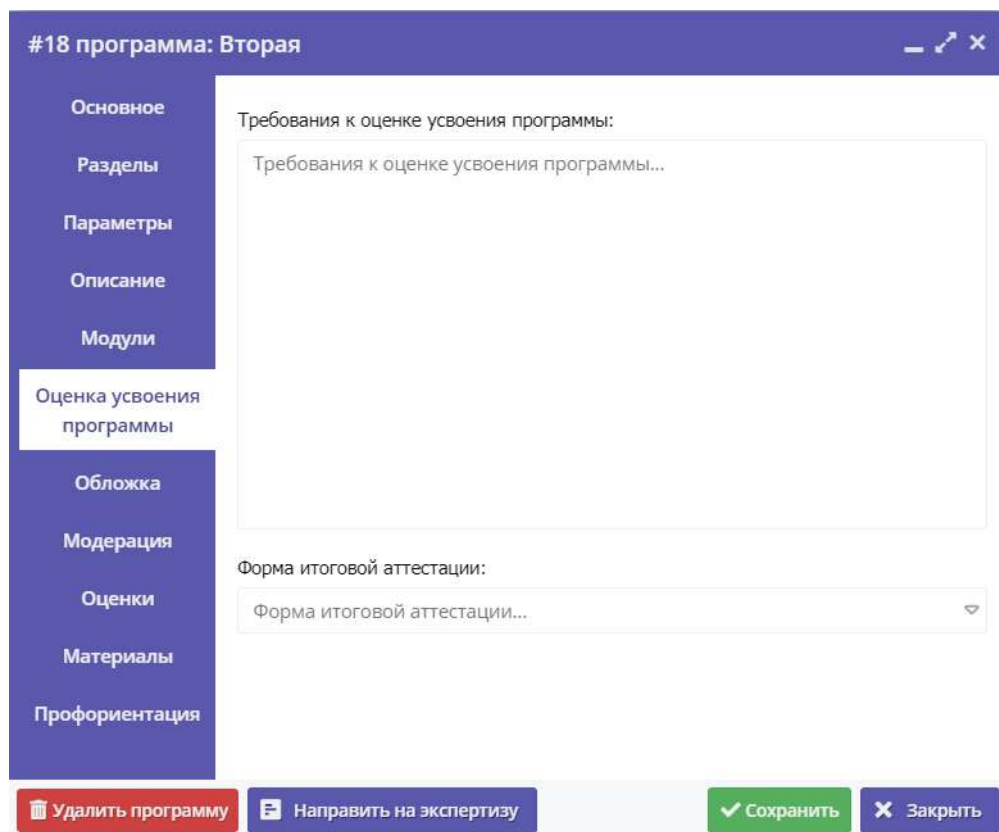 #18 программа: Вторая
Основное
Разделы
Параметры
Описание
Модули
Оценка усвоения
программы
Обложка
Модерация
Оценки
Материалы
Профориентация
Требования к оценке усвоения программы:
Требования к оценке усвоения программы...
Форма итоговой аттестации:
Форма итоговой аттестации...
Удалить программу
Направить на экспертизу
Сохранить
Закрыть